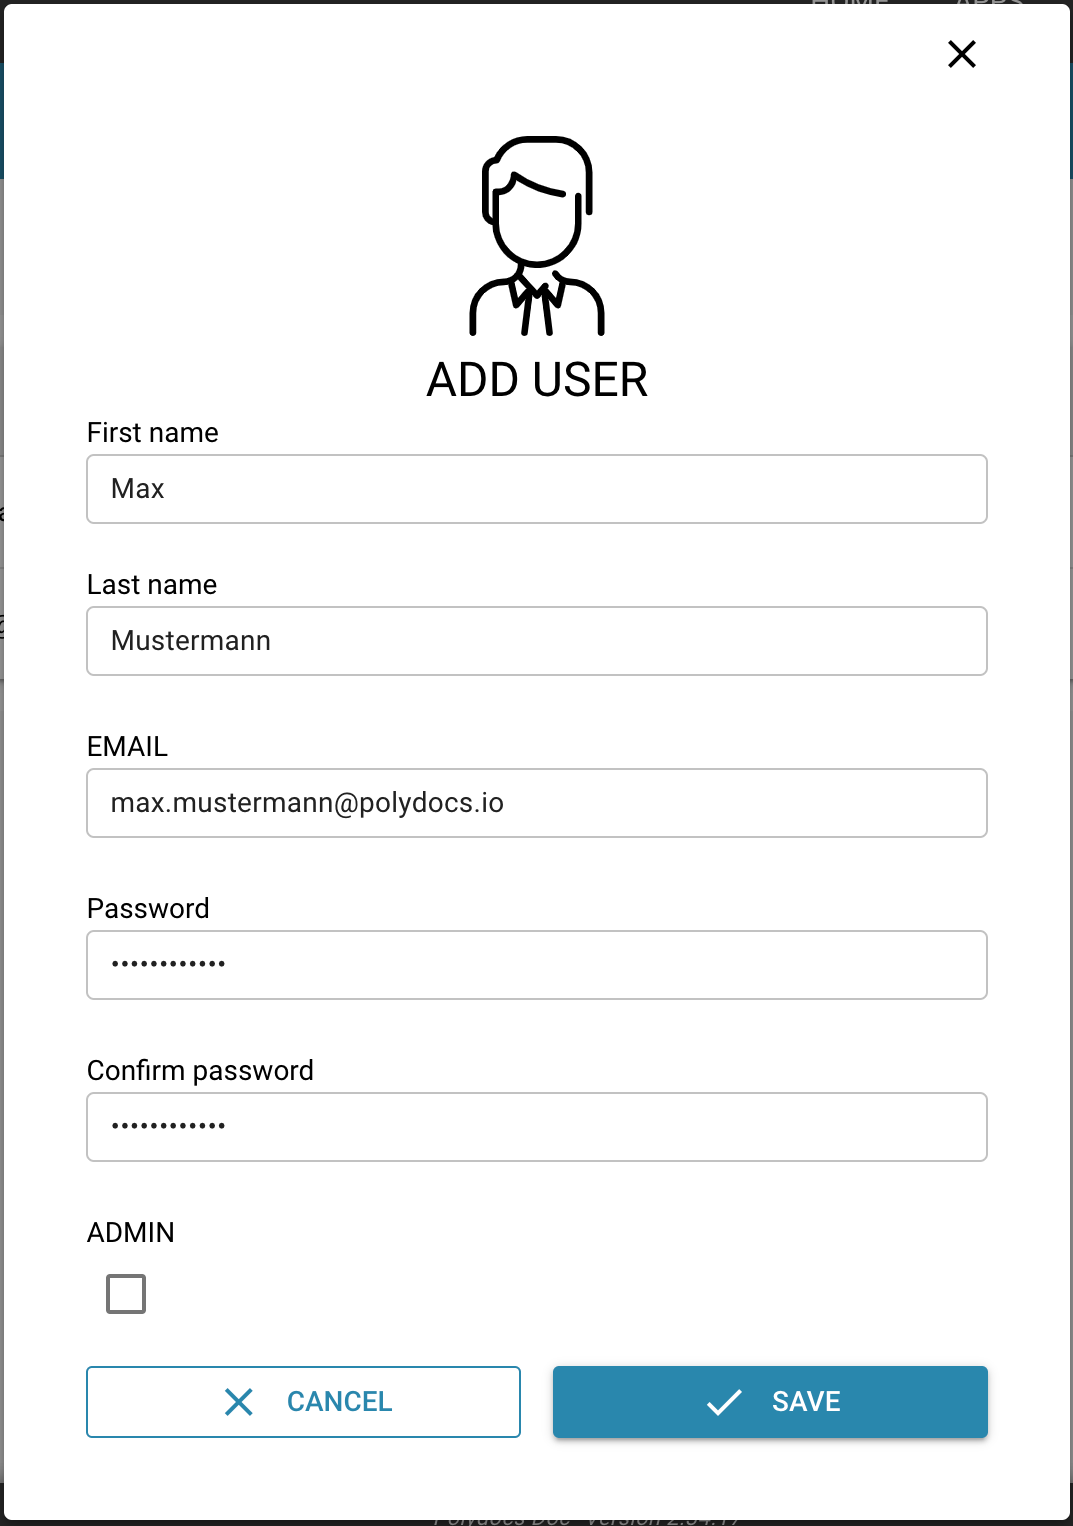 ADD USER
First name
Max
Last name
Mustermann
EMAIL
max.mustermann@polydocs.io
Password
••••••••••••
Confirm password
••••••••••••
ADMIN
CANCEL
SAVE